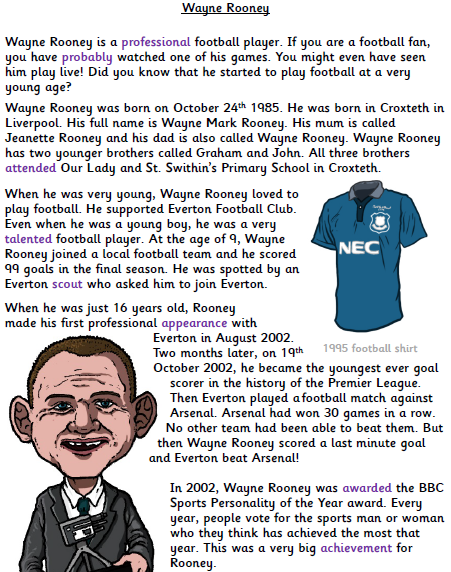 Wayne Rooney
Wayne Rooney is a professional football player. If you are a football fan,
you have probably watched one of his games. You might even have seen
him play live! Did you know that he started to play football at a very
young age?
Wayne Rooney was born on October 24th 1985. He was born in Croxteth in
Liverpool. His full name is Wayne Mark Rooney. His mum is called
Jeanette Rooney and his dad is also called Wayne Rooney. Wayne Rooney
has two younger brothers called Graham and John. All three brothers
attended Our Lady and St. Swithin's Primary School in Croxteth.
When he was very young, Wayne Rooney loved to
play football. He supported Everton Football Club.
Even when he was a young boy, he was a very
talented football player. At the age of 9, Wayne
Rooney joined a local football team and he scored
99 goals in the final season. He was spotted by an
Everton scout who asked him to join Everton.
NEC
1995 football shirt
When he was just 16 years old, Rooney
made his first professional appearance with
Everton in August 2002.
Two months later, on 19th
October 2002, he became the youngest ever goal
scorer in the history of the Premier League.
Then Everton played a football match against
Arsenal. Arsenal had won 30 games in a row.
No other team had been able to beat them. But
then Wayne Rooney scored a last minute goal
and Everton beat Arsenal!
In 2002, Wayne Rooney was awarded the BBC
Sports Personality of the Year award. Every
year, people vote for the sports man or woman
who they think has achieved the most that
year. This was a very big achievement for
Rooney.